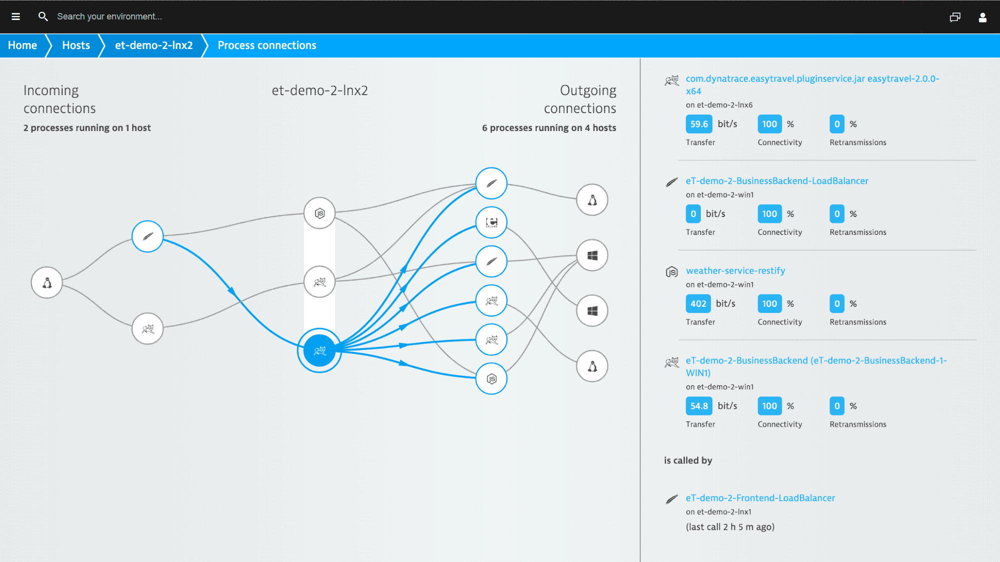 Search your environment...
Home
Hosts
et-demo-2-lnx2
Process connections
Incoming
connections
2 processes running on 1 host
et-demo-2-lnx2
Outgoing
connections
6 processes running on 4 hosts
JS
ERLANG
JS
com.dynatrace.easytravel.pluginservice.jar easytravel-2.0.0-
x64
on et-demo-2-lnx6
59.6 bit/s 100 % 0 %
Transfer Connectivity Retransmissions
eT-demo-2-BusinessBackend-LoadBalancer
on et-demo-2-win1
0 bit/s 100 % 0 %
Transfer Connectivity Retransmissions
JS
weather-service-restify
on et-demo-2-win1
402 bit/s 100 % 0 %
Transfer Connectivity Retransmissions
eT-demo-2-BusinessBackend (eT-demo-2-BusinessBackend-1-
WIN1)
on et-demo-2-win1
54.8 bit/s 100 % 0 %
Transfer Connectivity Retransmissions
is called by
eT-demo-2-Frontend-LoadBalancer
on et-demo-2-lnx1
(last call 2 h 5 m ago)